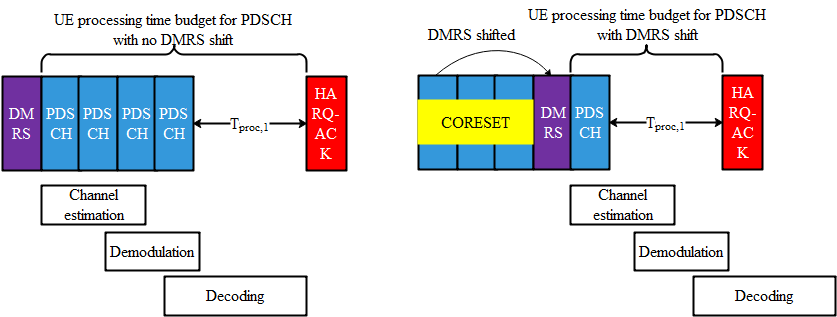 UE processing time budget for PDSCH
with no DMRS shift
DM
RS
PDS
CH
PDS
CH
PDS
CH
PDS
CH
Tproc,1
HA
RQ-
AC
K
Channel
estimation
Demodulation
Decoding
UE processing time budget for PDSCH
with DMRS shift
DMRS shifted
CORESET
DM
RS
PDS
CH
Tproc,1
HA
RQ-
AC
K
Channel
estimation
Demodulation
Decoding